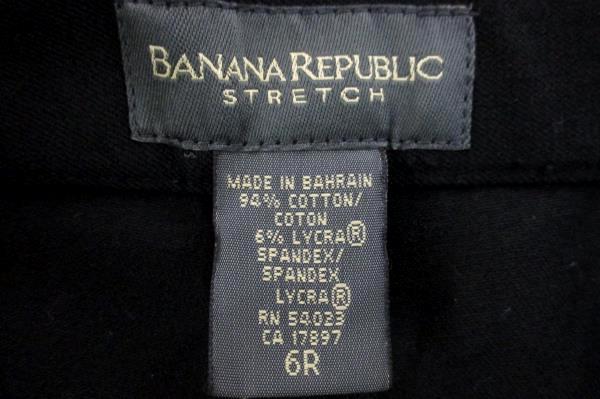 BANANA REPUBLIC
STRETCH
MADE IN BAHRAIN
94% COTTON/
COTON
6% LYCRA®
SPANDEX/
SPANDEX
LYCRA®
RN 54023
CA 17897
6R